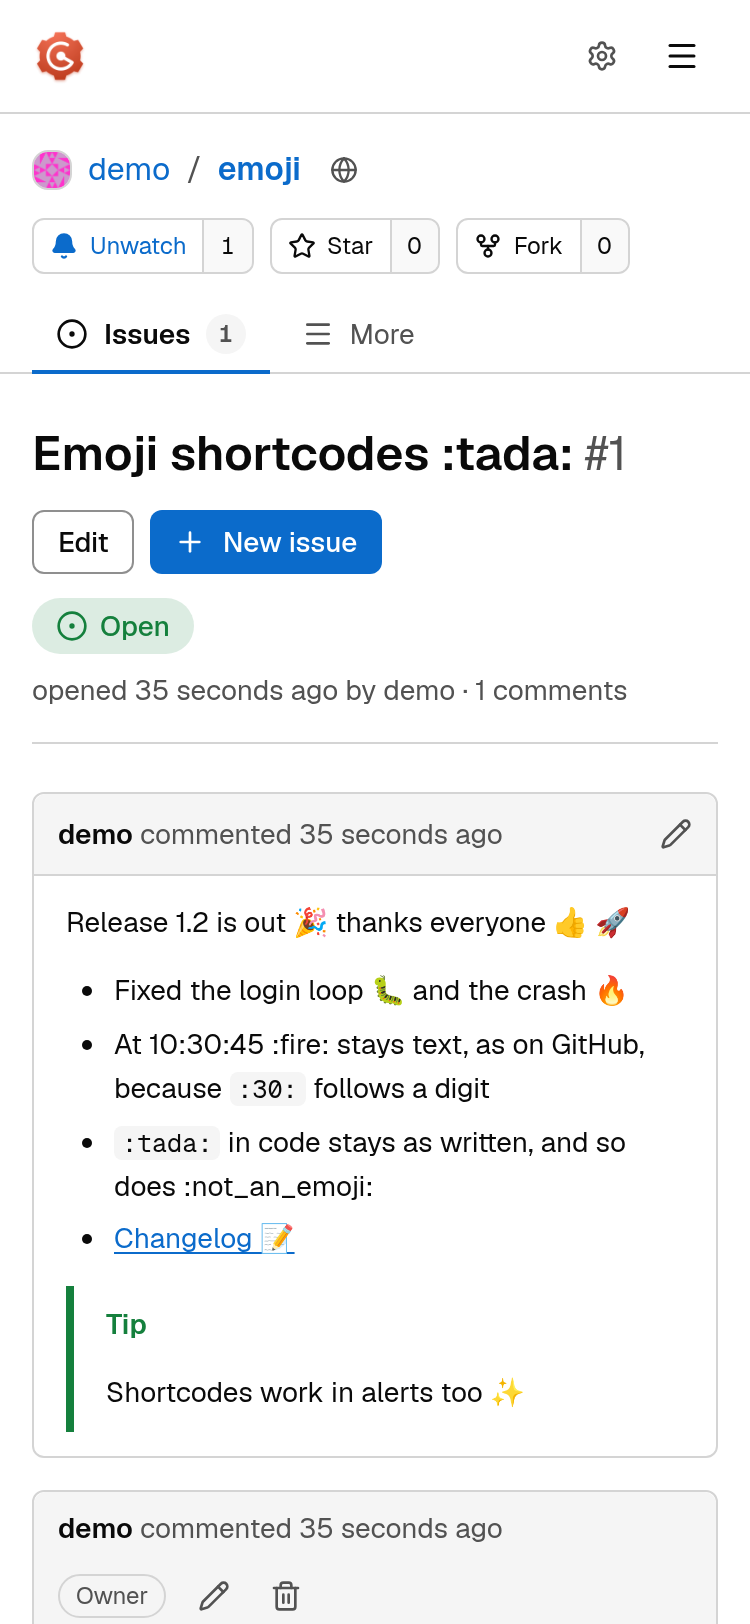 demo / emoji
Unwatch 1 Star 0 Fork 0
Issues 1 More
Emoji shortcodes :tada: #1
Edit + New issue
Open
opened 35 seconds ago by demo · 1 comments
demo commented 35 seconds ago
Release 1.2 is out 🎉 thanks everyone 👍 🚀
• Fixed the login loop 🐛 and the crash 🔥
• At 10:30:45 :fire: stays text, as on GitHub,
because :30: follows a digit
• :tada: in code stays as written, and so
does :not_an_emoji:
• Changelog 📝
Tip
Shortcodes work in alerts too ✨
demo commented 35 seconds ago
Owner